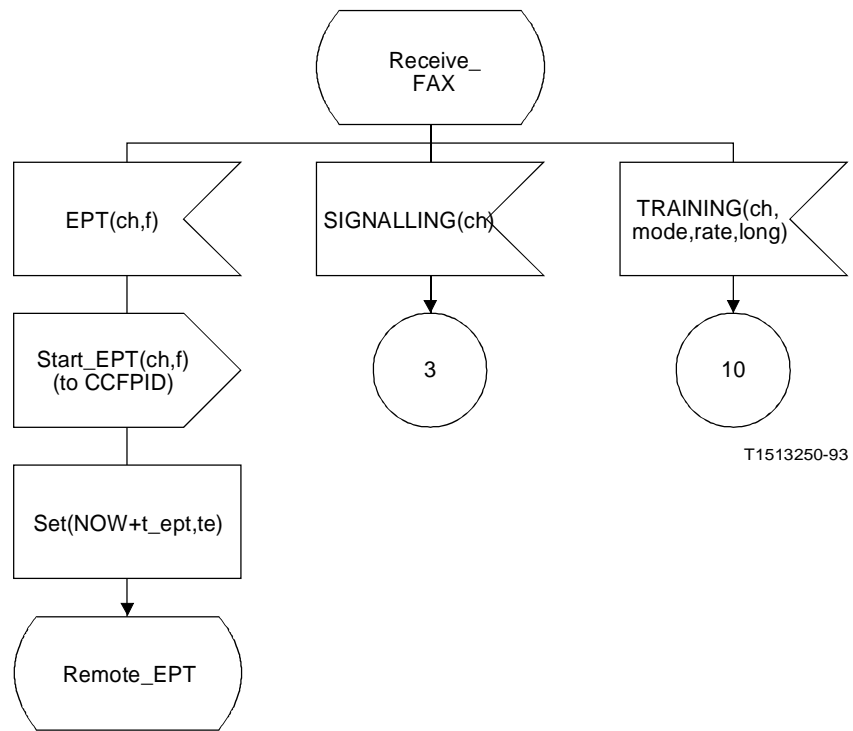 Receive_
FAX
EPT(ch,f)
SIGNALLING(ch)
TRAINING(ch,
mode,rate,long)
Start_EPT(ch,f)
(to CCFPID)
3
10
T1513250-93
Set(NOW+t_ept,te)
Remote_EPT